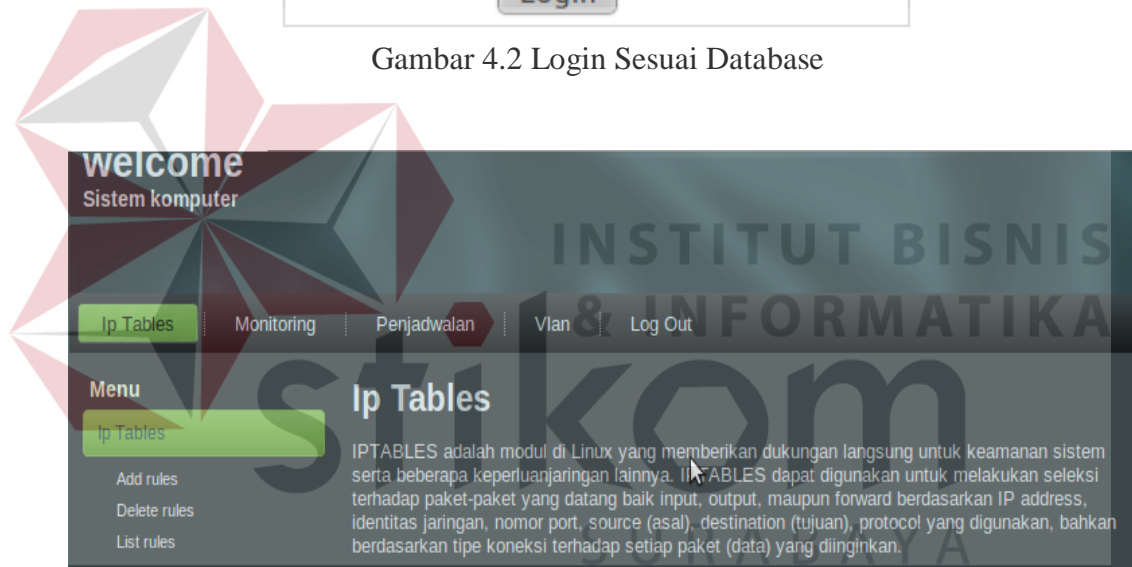 Login
Gambar 4.2 Login Sesuai Database
welcome
Sistem komputer
INSTITUT BISNIS
& INFORMATIKA
stikom
SURABAYA
Ip Tables Monitoring Penjadwalan Vlan Log Out
Menu
Ip Tables
Add rules
Delete rules
List rules
Ip Tables
IPTABLES adalah modul di Linux yang memberikan dukungan langsung untuk keamanan sistem
serta beberapa keperluanjaringan lainnya. IPTABLES dapat digunakan untuk melakukan seleksi
terhadap paket-paket yang datang baik input, output, maupun forward berdasarkan IP address,
identitas jaringan, nomor port, source (asal), destination (tujuan), protocol yang digunakan, bahkan
berdasarkan tipe koneksi terhadap setiap paket (data) yang diinginkan.